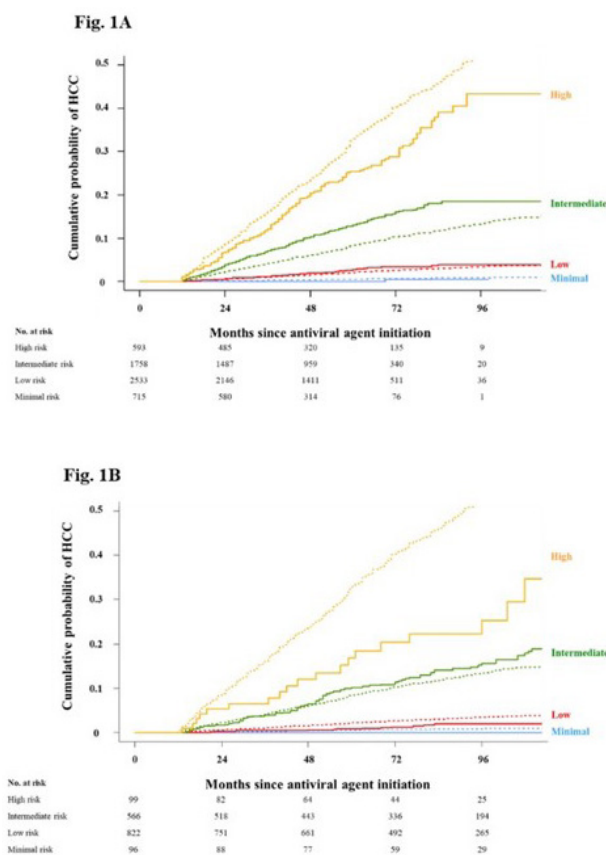 Fig. 1A
Cumulative probability of HCC
0.5
0.4
0.3
0.2
0.1
0
High
Intermediate
Low
Minimal
0 24 48 72 96
No. at risk Months since antiviral agent initiation
High risk 593 485 320 135 9
Intermediate risk 1758 1487 959 340 20
Low risk 2533 2146 1411 511 36
Minimal risk 715 580 314 76 1
Fig. 1B
Cumulative probability of HCC
0.5
0.4
0.3
0.2
0.1
0
High
Intermediate
Low
Minimal
0 24 48 72 96
No. at risk Months since antiviral agent initiation
High risk 99 82 64 44 25
Intermediate risk 566 518 443 336 194
Low risk 822 751 661 492 265
Minimal risk 96 88 77 59 29